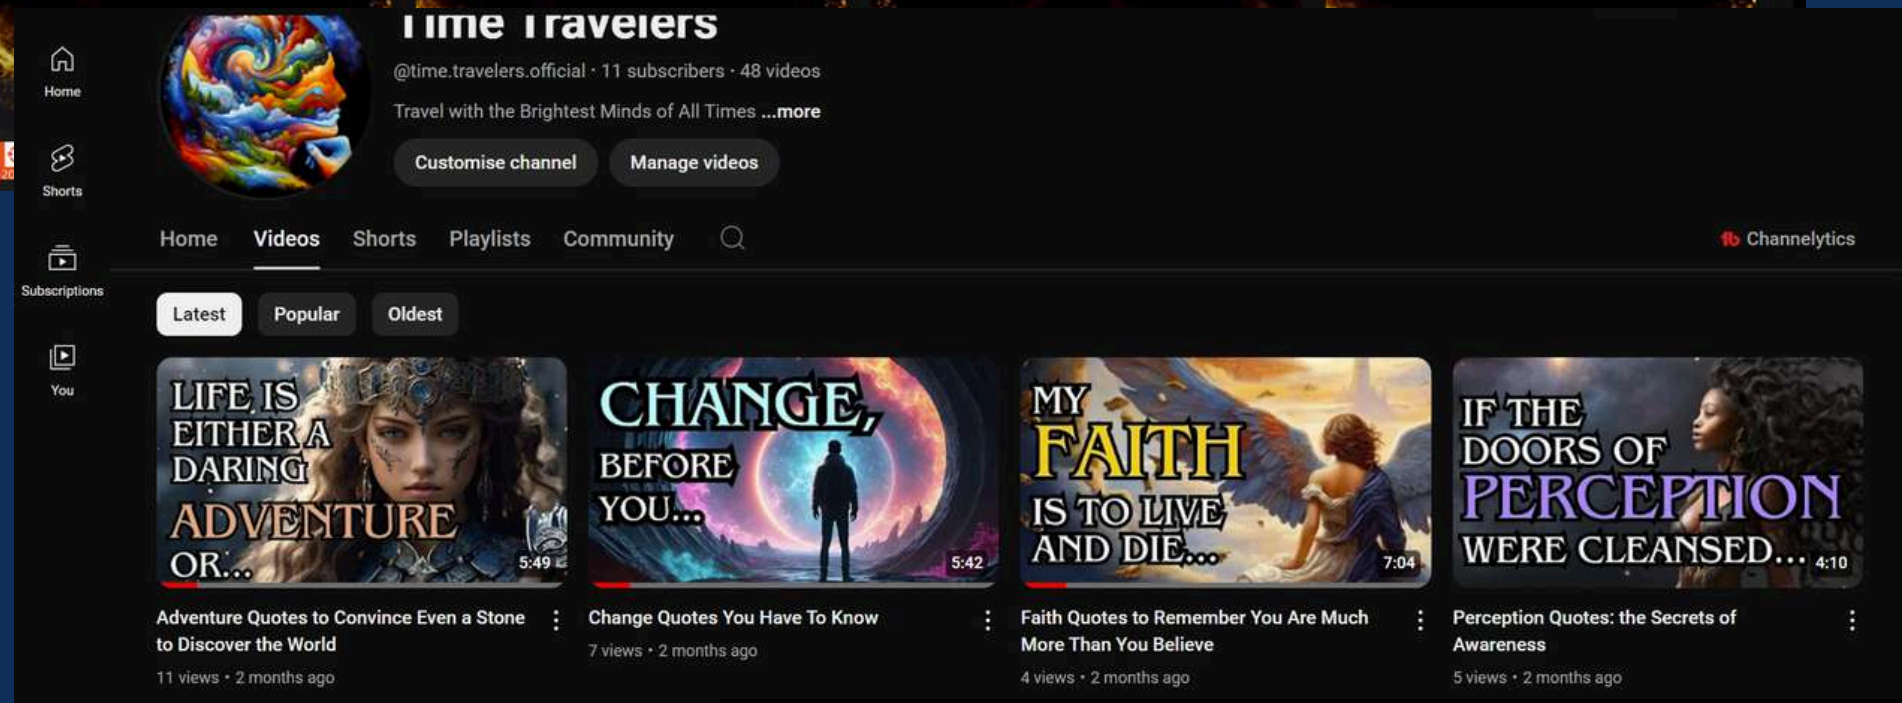 Time Travelers
@time.travelers.official · 11 subscribers · 48 videos
Travel with the Brightest Minds of All Times ...more
Customise channel Manage videos
Home
Shorts
Subscriptions
You
Home Videos Shorts Playlists Community
Channelytics
Latest Popular Oldest
LIFE IS
EITHER A
DARING
ADVENTURE
OR...
5:49
Adventure Quotes to Convince Even a Stone
to Discover the World
11 views • 2 months ago
CHANGE,
BEFORE
YOU...
5:42
Change Quotes You Have To Know
7 views • 2 months ago
MY
FAITH
IS TO LIVE
AND DIE...
7:04
Faith Quotes to Remember You Are Much
More Than You Believe
4 views • 2 months ago
IF THE
DOORS OF
PERCEPTION
WERE CLEANSED...
4:10
Perception Quotes: the Secrets of
Awareness
5 views • 2 months ago